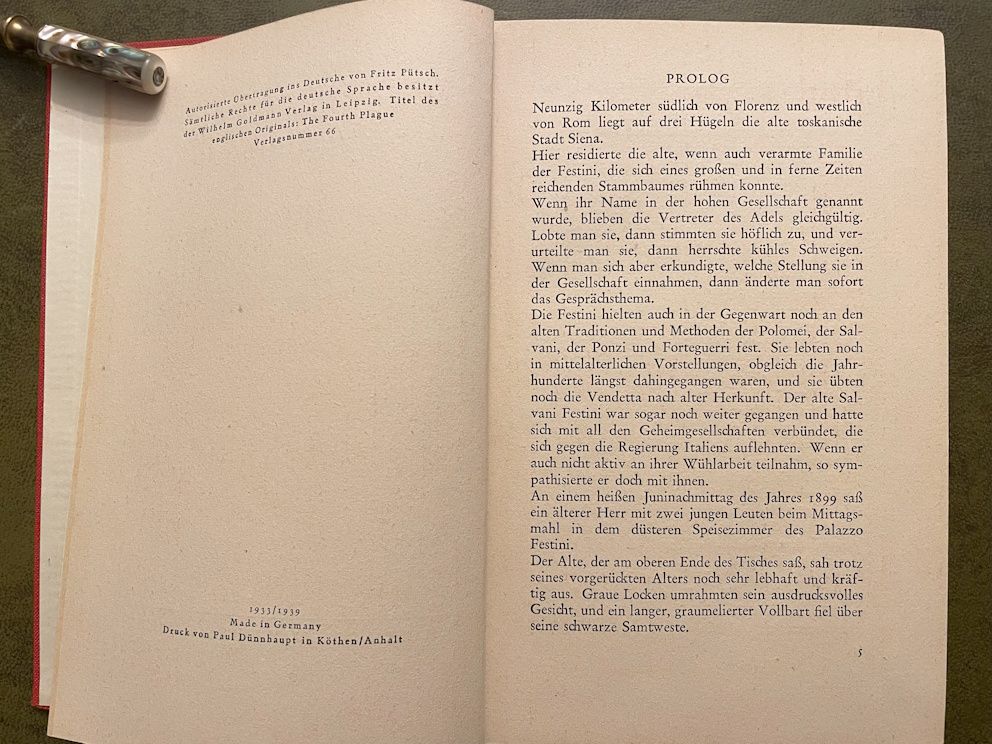 Autorisierte Übertragung ins Deutsche von Fritz Pütsch.
Sämtliche Rechte für die deutsche Sprache besitzt
der Wilhelm Goldmann Verlag in Leipzig. Titel des
englischen Originals: The Fourth Plague
Verlagsnummer 66
1933/1939
Made in Germany
Druck von Paul Dünnhaupt in Köthen/Anhalt
PROLOG
Neunzig Kilometer südlich von Florenz und westlich
von Rom liegt auf drei Hügeln die alte toskanische
Stadt Siena.
Hier residierte die alte, wenn auch verarmte Familie
der Festini, die sich eines großen und in ferne Zeiten
reichenden Stammbaumes rühmen konnte.
Wenn ihr Name in der hohen Gesellschaft genannt
wurde, blieben die Vertreter des Adels gleichgültig.
Lobte man sie, dann stimmten sie höflich zu, und ver-
urteilte man sie, dann herrschte kühles Schweigen.
Wenn man sich aber erkundigte, welche Stellung sie in
der Gesellschaft einnahmen, dann änderte man sofort
das Gesprächsthema.
Die Festini hielten auch in der Gegenwart noch an den
alten Traditionen und Methoden der Polomei, der Sal-
vani, der Ponzi und Forteguerri fest. Sie lebten noch
in mittelalterlichen Vorstellungen, obgleich die Jahr-
hunderte längst dahingegangen waren, und sie übten
noch die Vendetta nach alter Herkunft. Der alte Sal-
vani Festini war sogar noch weiter gegangen und hatte
sich mit all den Geheimgesellschaften verbündet, die
sich gegen die Regierung Italiens auflehnten. Wenn er
auch nicht aktiv an ihrer Wühlarbeit teilnahm, so sym-
pathisierte er doch mit ihnen.
An einem heißen Juninachmittag des Jahres 1899 saß
ein älterer Herr mit zwei jungen Leuten beim Mittags-
mahl in dem düsteren Speisezimmer des Palazzo
Festini.
Der Alte, der am oberen Ende des Tisches saß, sah trotz
seines vorgerückten Alters noch sehr lebhaft und kräf-
tig aus. Graue Locken umrahmten sein ausdrucksvolles
Gesicht, und ein langer, graumelierter Vollbart fiel über
seine schwarze Samtweste.
5